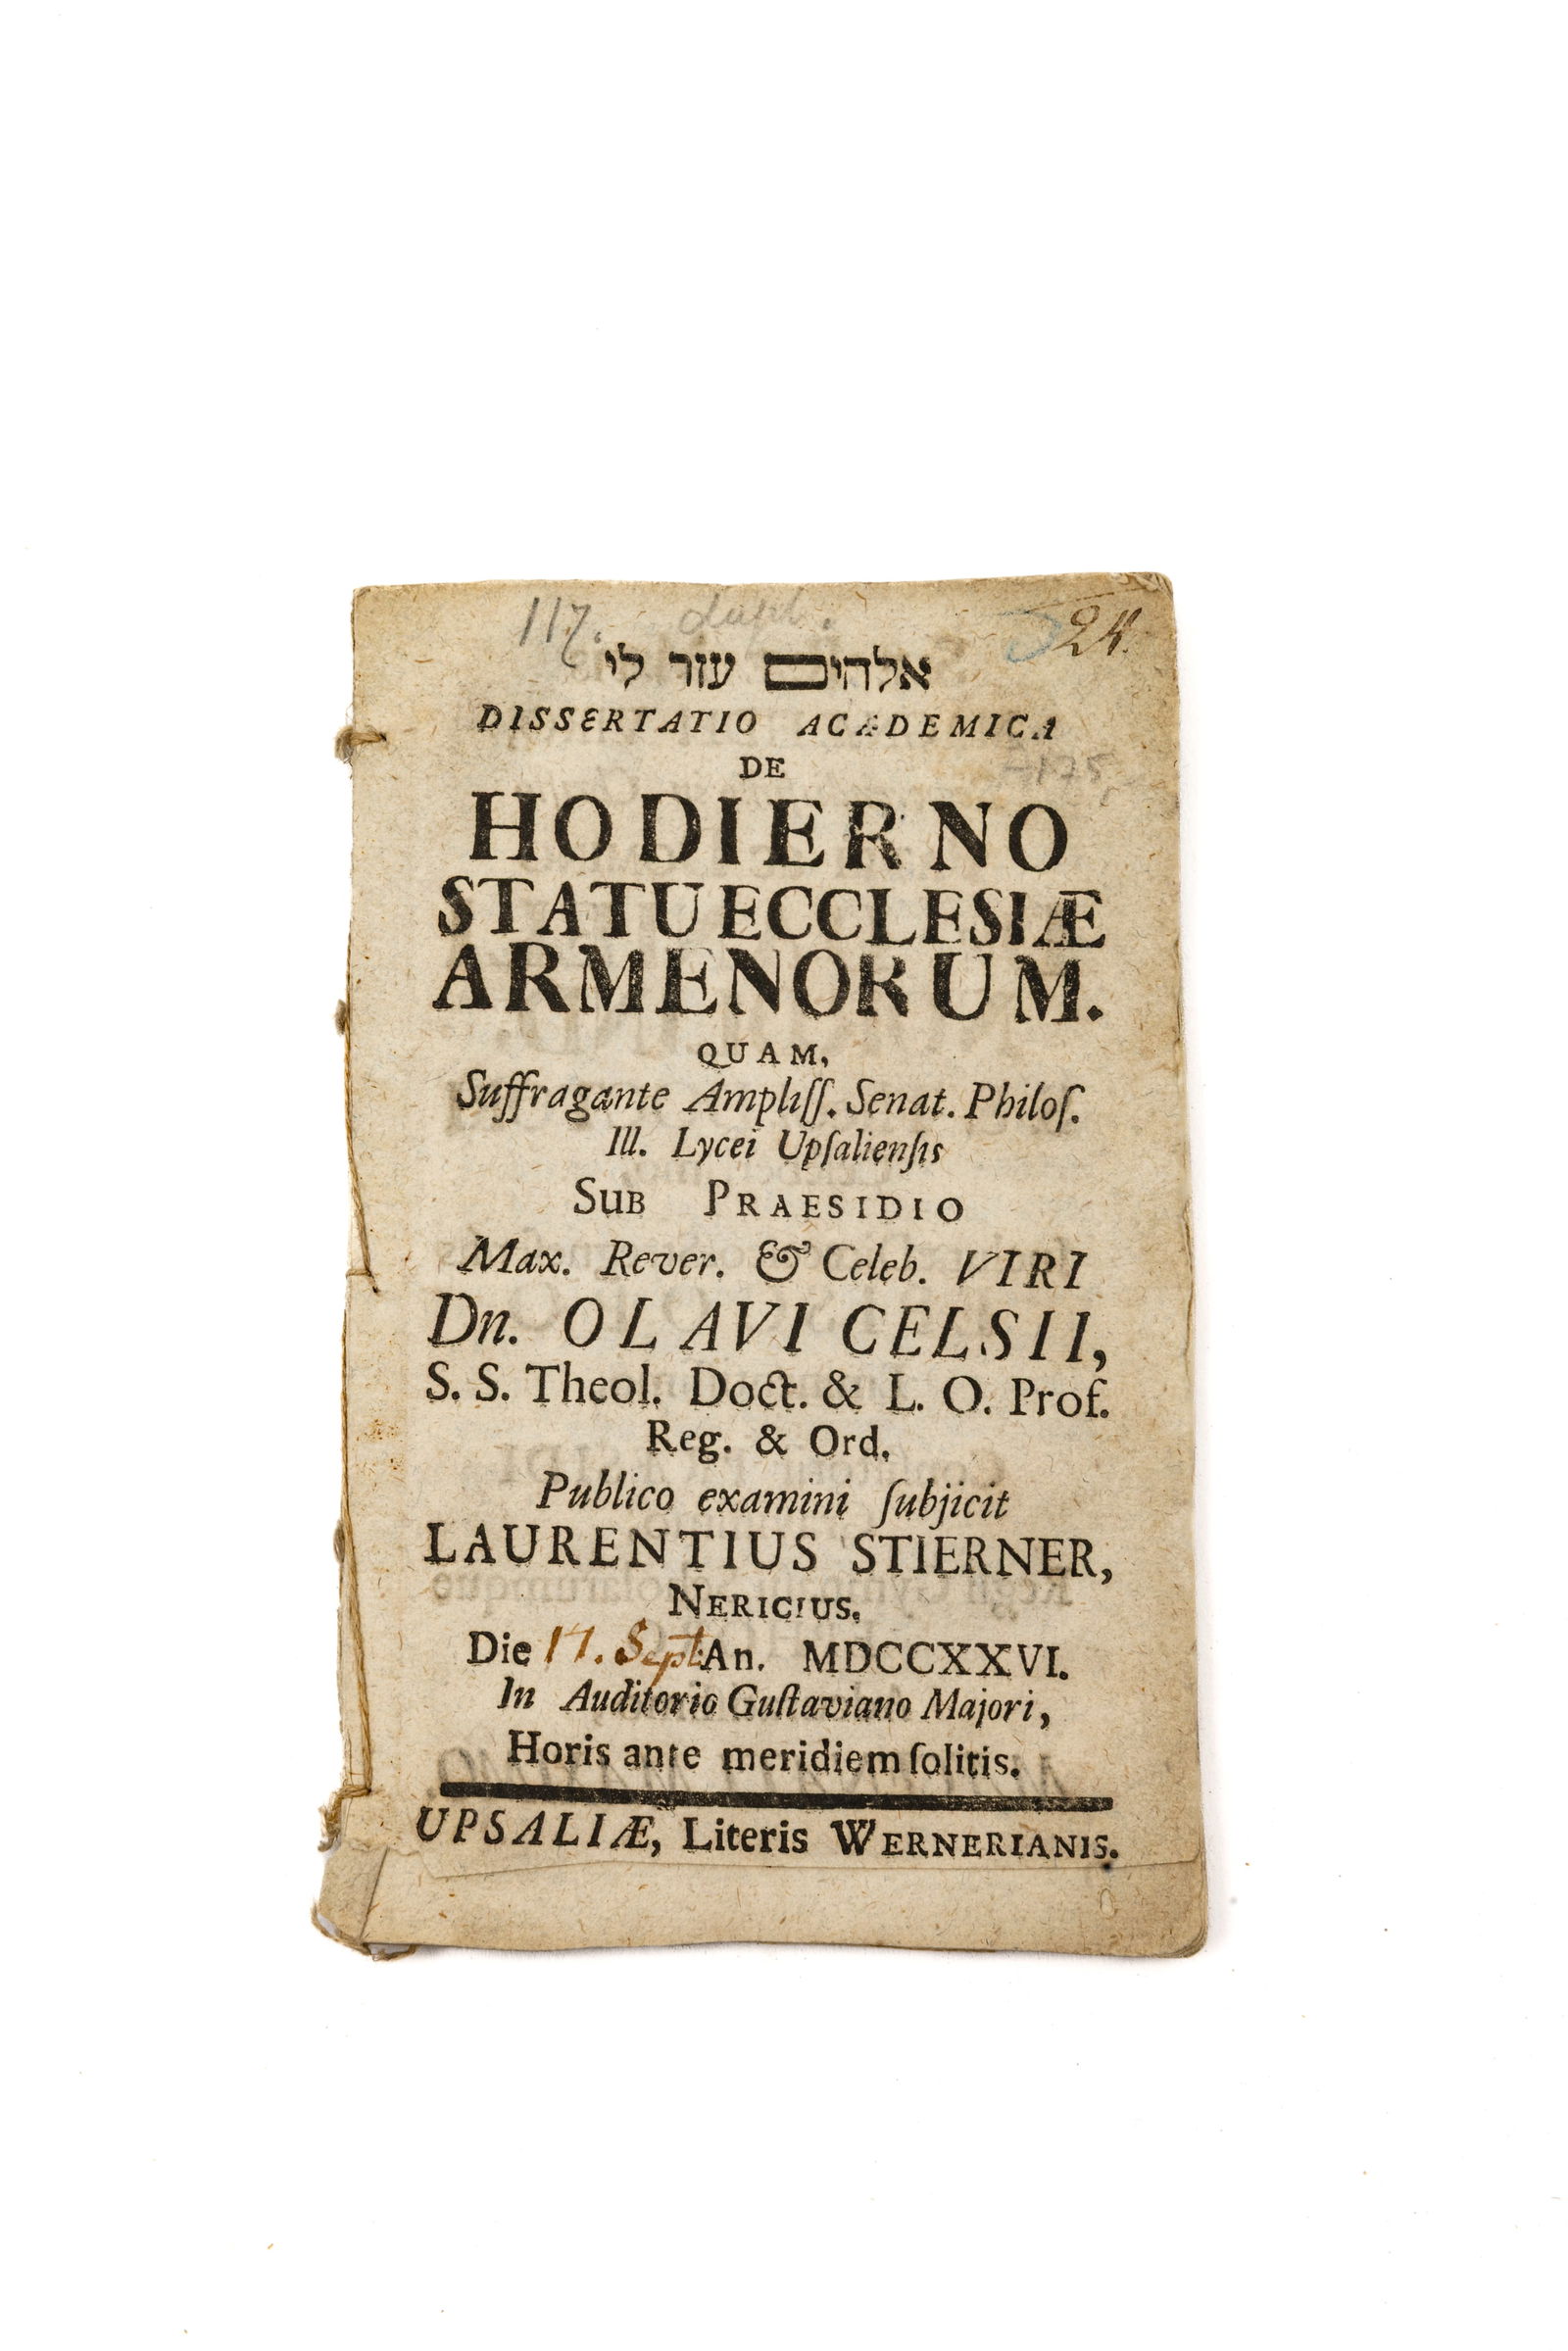 117. dupl. 24.
אלהים עזר לי
DISSERTATIO ACADEMICA
DE
HODIERNO
STATU ECCLESIÆ
ARMENORUM.
QUAM,
Suffragante Ampliſſ. Senat. Philoſ.
Ill. Lycei Upſalienſis
SUB PRAESIDIO
Max. Rever. & Celeb. VIRI
Dn. OLAVI CELSII,
S. S. Theol. Doct. & L. O. Prof.
Reg. & Ord.
Publico examini ſubjicit
LAURENTIUS STIERNER,
NERICIUS.
Die 17. Sept. An. MDCCXXVI.
In Auditorio Guſtaviano Majori,
Horis ante meridiem ſolitis.
UPSALIÆ, Literis WERNERIANIS.